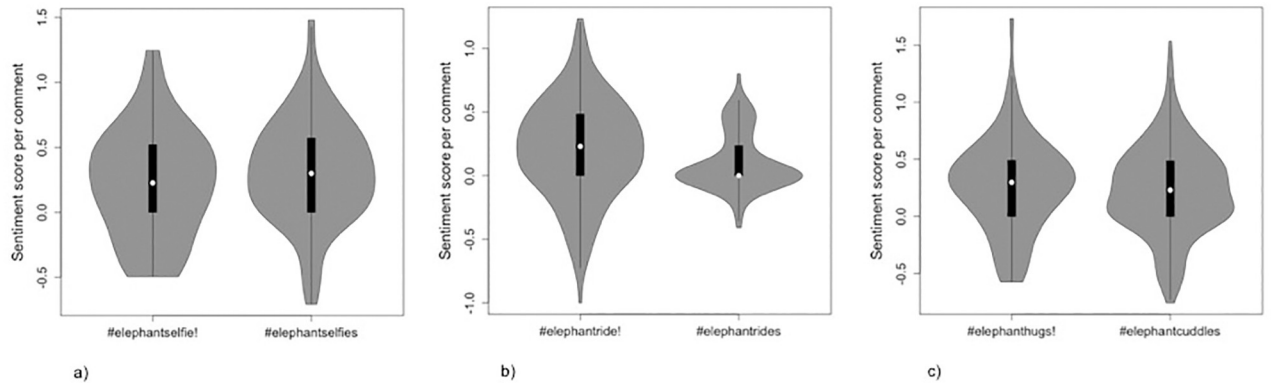 Sentiment score per comment
1.5
1.0
0.5
0.0
-0.5
#elephantselfie!
#elephantselfies
a)
Sentiment score per comment
1.0
0.5
0.0
-0.5
-1.0
#elephantride!
#elephantrides
b)
Sentiment score per comment
1.5
1.0
0.5
0.0
-0.5
#elephanthugs!
#elephantcuddles
c)